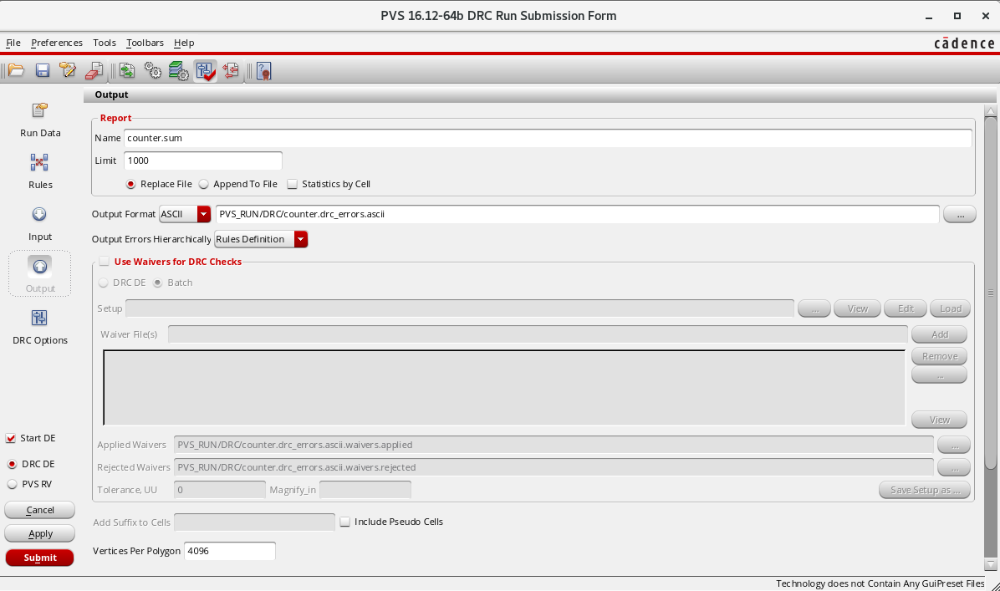 PVS 16.12-64b DRC Run Submission Form
File Preferences Tools Toolbars Help
cādence
Output
Run Data
Rules
Input
Output
DRC Options
Start DE
DRC DE
PVS RV
Cancel
Apply
Submit
Report
Name counter.sum
Limit 1000
Replace File Append To File Statistics by Cell
Output Format ASCII PVS_RUN/DRC/counter.drc_errors.ascii ...
Output Errors Hierarchically Rules Definition
Use Waivers for DRC Checks
DRC DE Batch
Setup ... View Edit Load
Waiver File(s) Add
Remove
...
View
Applied Waivers PVS_RUN/DRC/counter.drc_errors.ascii.waivers.applied ...
Rejected Waivers PVS_RUN/DRC/counter.drc_errors.ascii.waivers.rejected ...
Tolerance, UU 0 Magnify_in Save Setup as ...
Add Suffix to Cells Include Pseudo Cells
Vertices Per Polygon 4096
Technology does not Contain Any GuiPreset Files